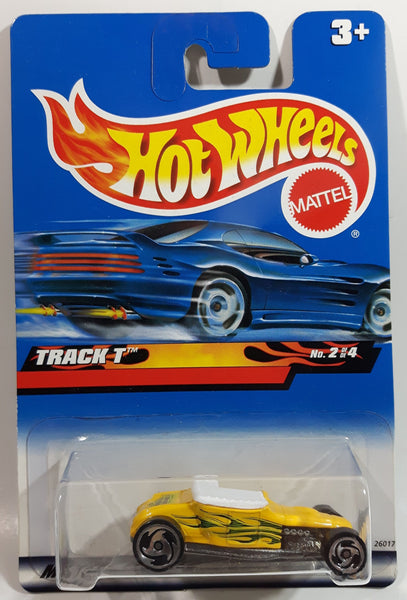 3+
HOT WHEELS
MATTEL
®
TRACK T™
No. 2 OF 4
26017